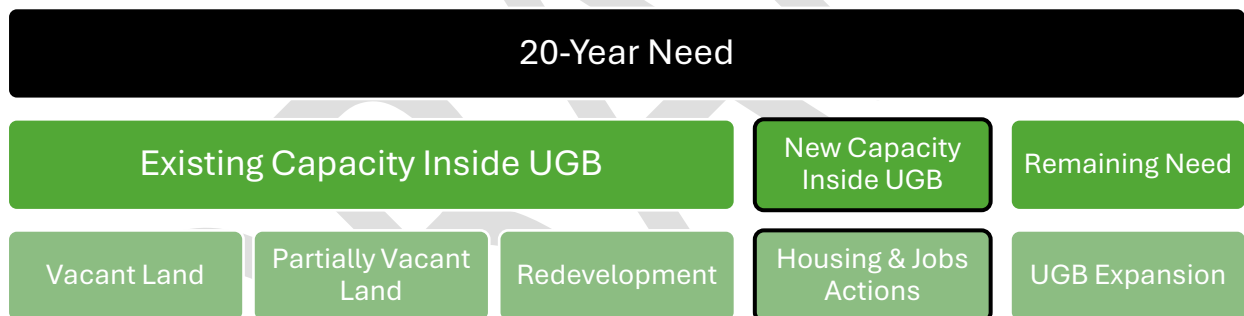 20-Year Need
Existing Capacity Inside UGB
New Capacity
Inside UGB
Remaining Need
Vacant Land
Partially Vacant
Land
Redevelopment
Housing & Jobs
Actions
UGB Expansion